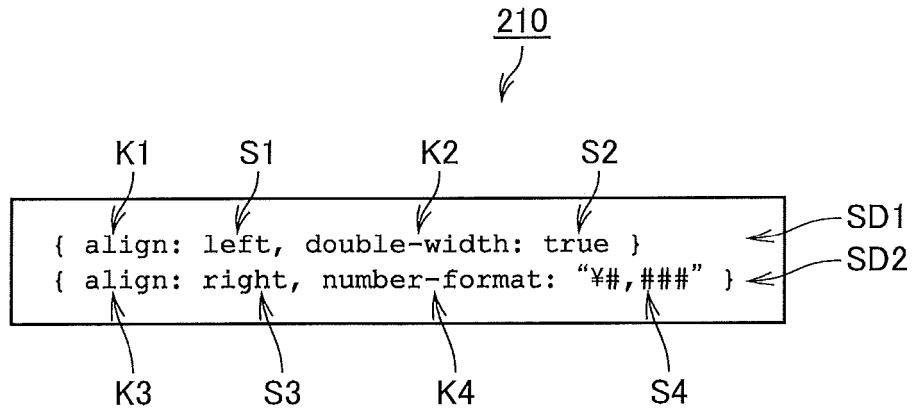 210
K1 S1 K2 S2
{ align: left, double-width: true } SD1
{ align: right, number-format: “¥#,###” } SD2
K3 S3 K4 S4